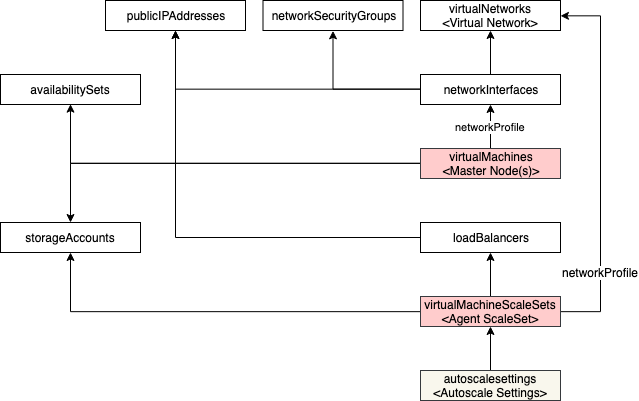 publicIPAddresses
networkSecurityGroups
virtualNetworks
<Virtual Network>
availabilitySets
networkInterfaces
networkProfile
virtualMachines
<Master Node(s)>
storageAccounts
loadBalancers
networkProfile
virtualMachineScaleSets
<Agent ScaleSet>
autoscalesettings
<Autoscale Settings>